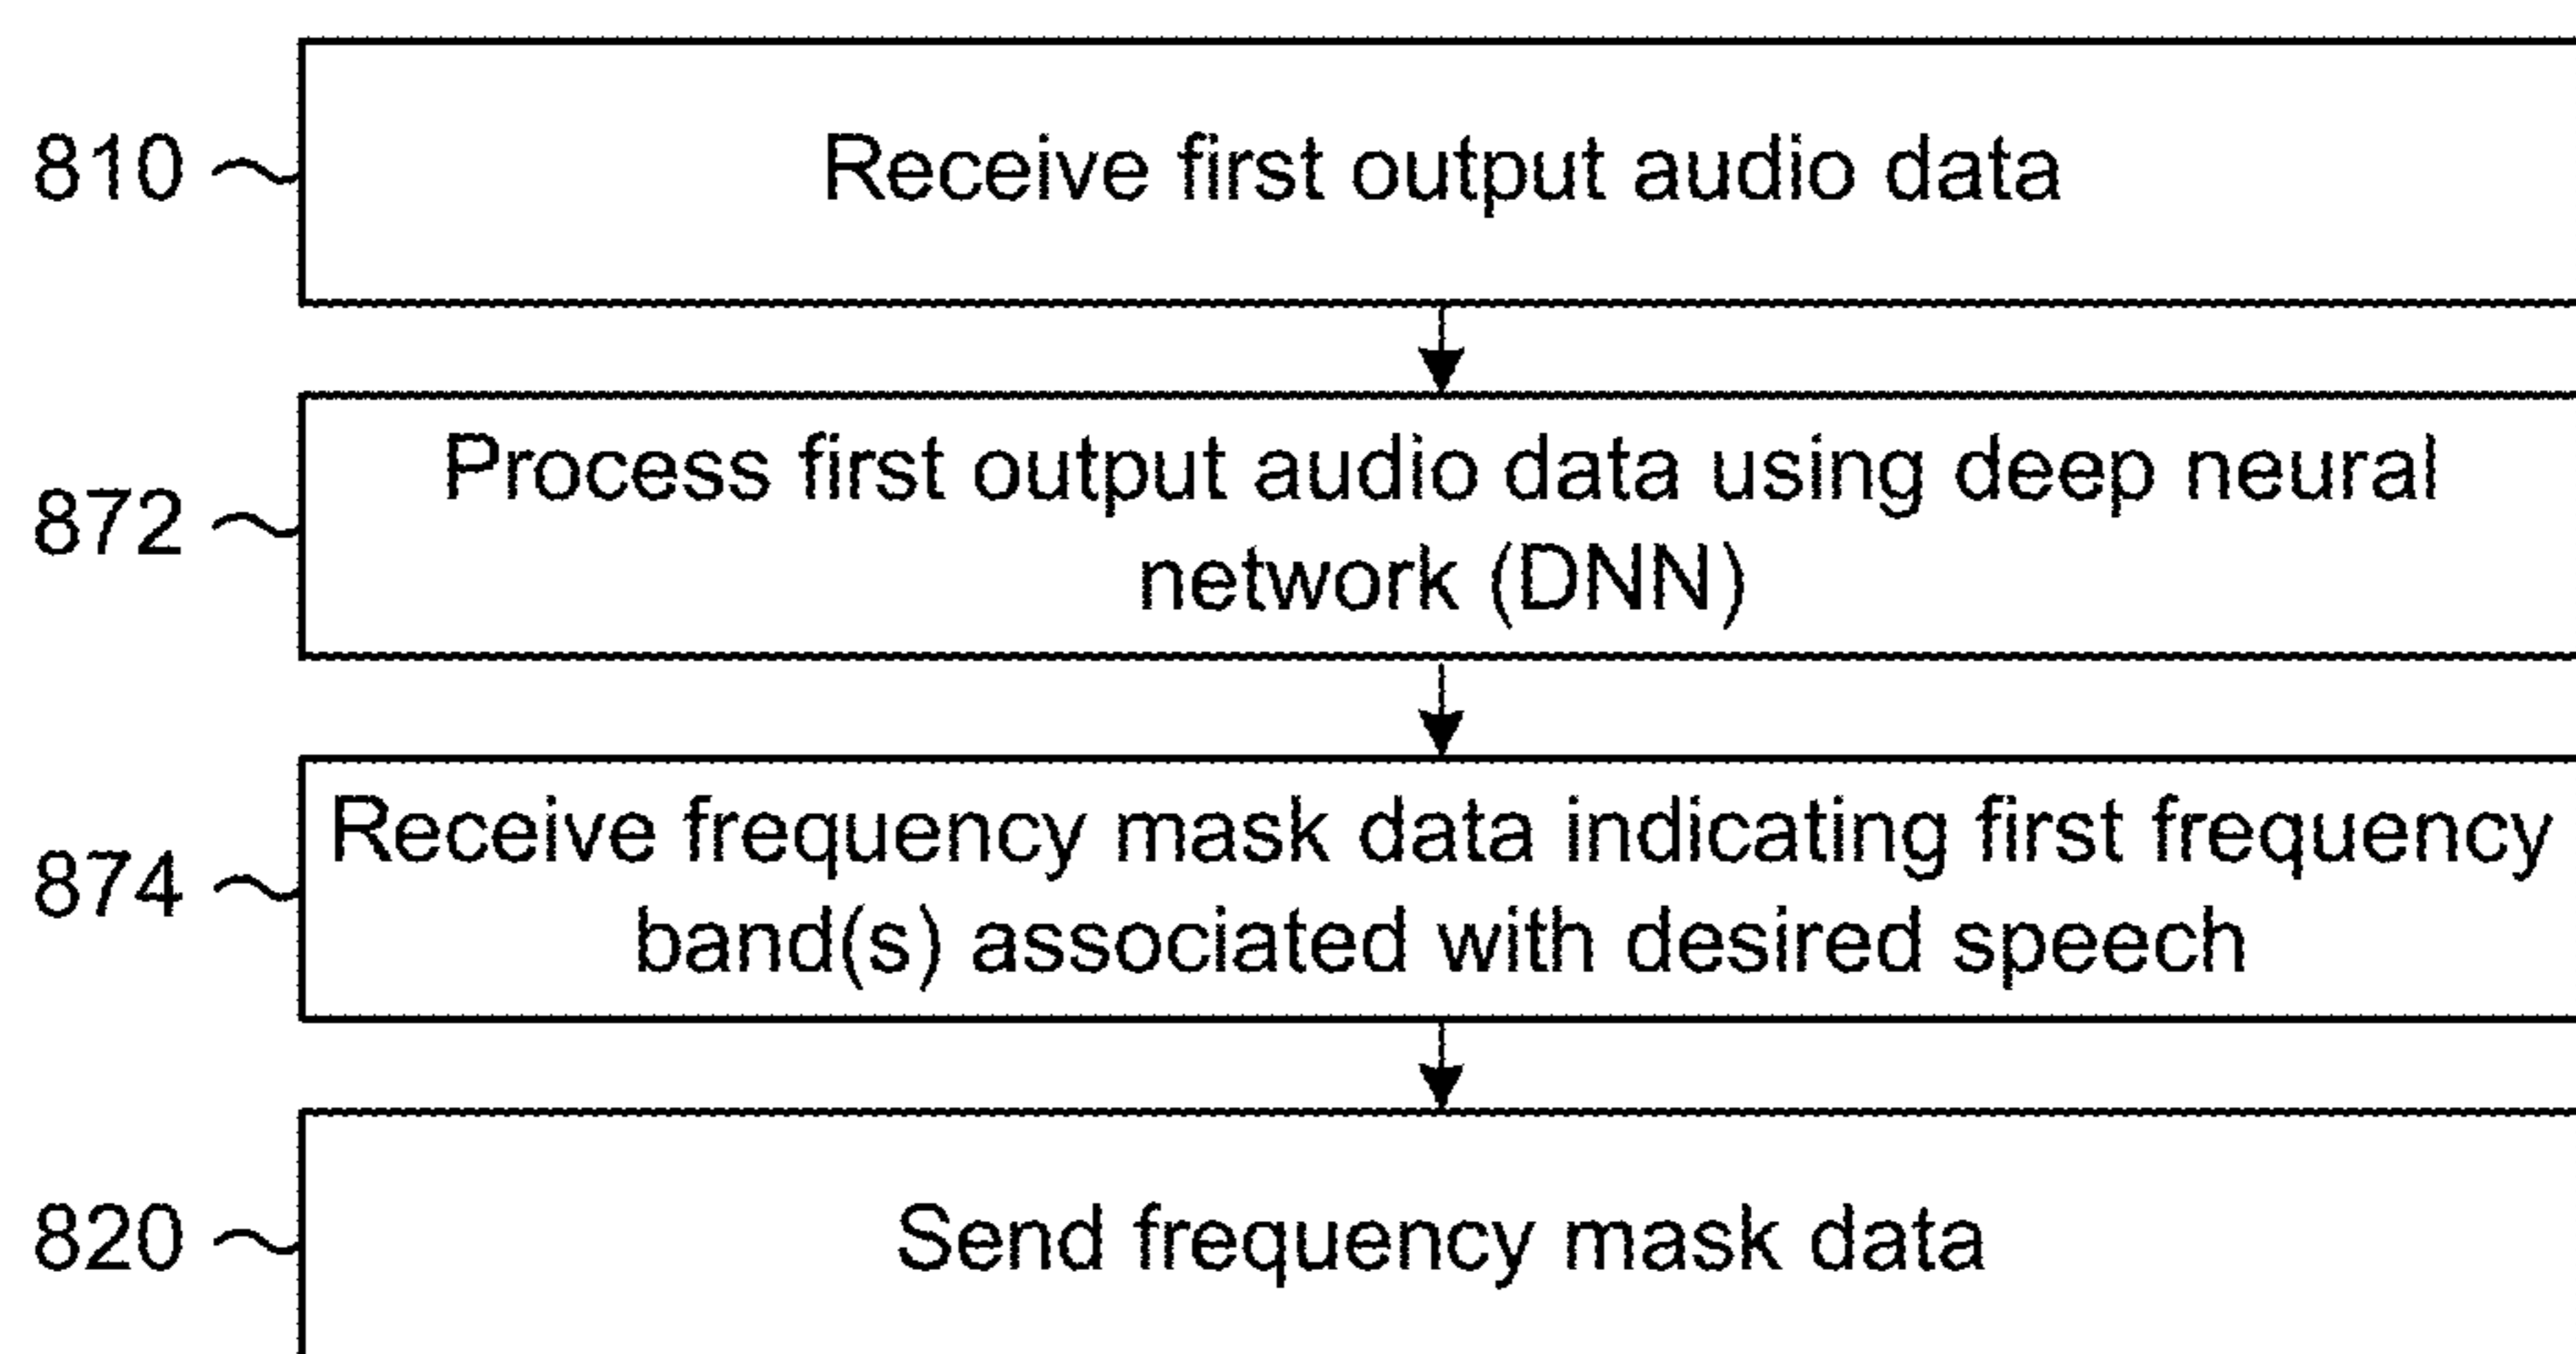 810
Receive first output audio data
872
Process first output audio data using deep neural
network (DNN)
874
Receive frequency mask data indicating first frequency
band(s) associated with desired speech
820
Send frequency mask data